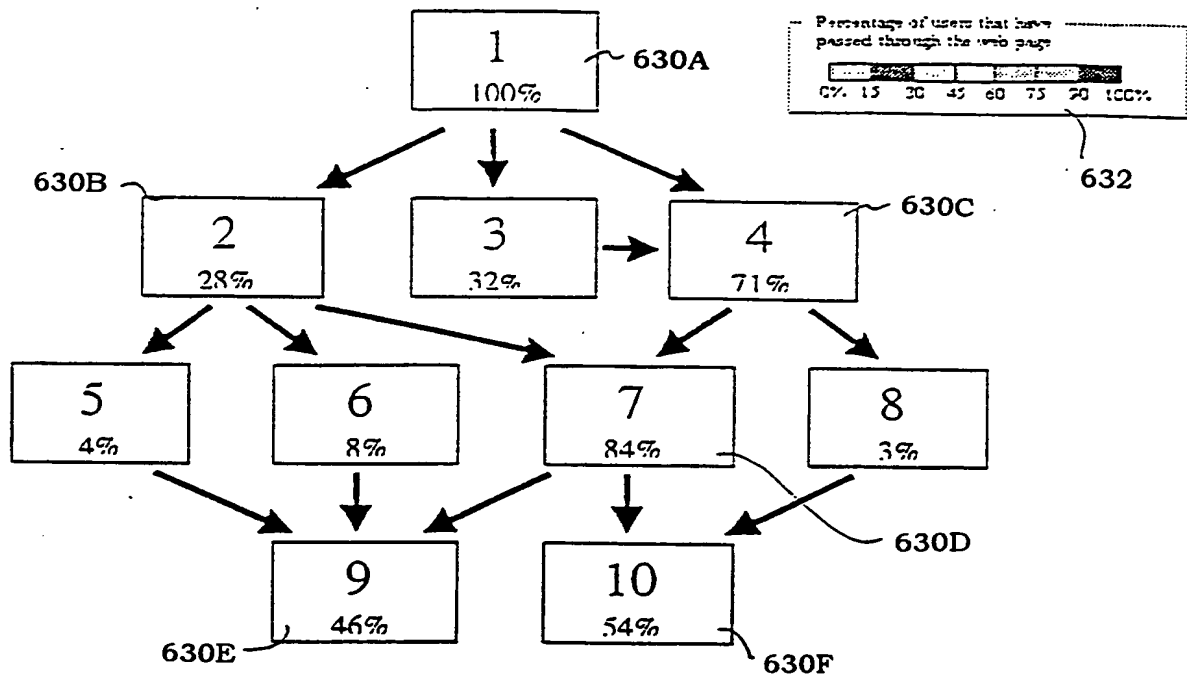 1
100%
630A
Percentage of users that have
passed through the web page
0% 15 30 45 60 75 90 100%
632
630B
2
28%
3
32%
4
71%
630C
5
4%
6
8%
7
84%
8
3%
630D
9
46%
10
54%
630E
630F